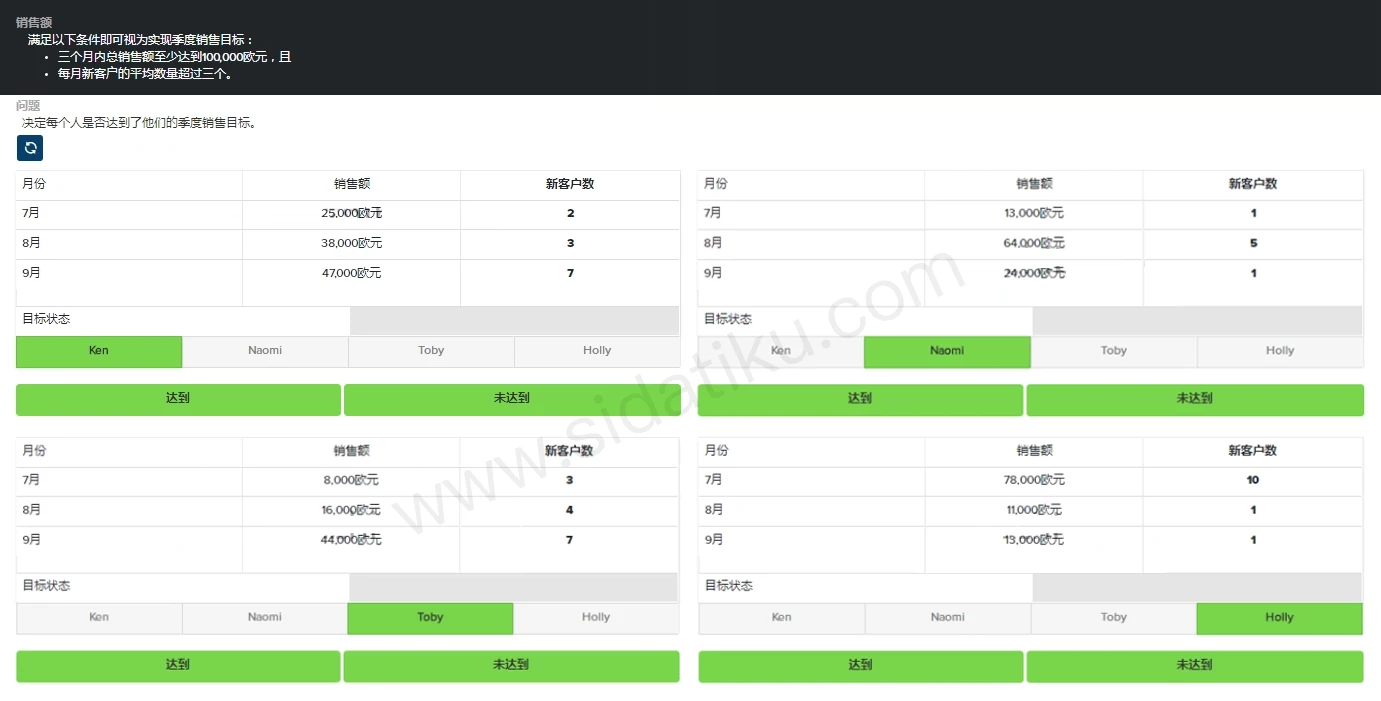 销售额
满足以下条件即可视为实现季度销售目标：
• 三个月内总销售额至少达到100,000欧元，且
• 每月新客户的平均数量超过三个。
问题
决定每个人是否达到了他们的季度销售目标。
月份 销售额 新客户数
7月 25,000欧元 2
8月 38,000欧元 3
9月 47,000欧元 7
目标状态
Ken Naomi Toby Holly
达到 未达到
月份 销售额 新客户数
7月 13,000欧元 1
8月 64,000欧元 5
9月 24,000欧元 1
目标状态
Ken Naomi Toby Holly
达到 未达到
月份 销售额 新客户数
7月 8,000欧元 3
8月 16,000欧元 4
9月 44,000欧元 7
目标状态
Ken Naomi Toby Holly
达到 未达到
月份 销售额 新客户数
7月 78,000欧元 10
8月 11,000欧元 1
9月 13,000欧元 1
目标状态
Ken Naomi Toby Holly
达到 未达到
www.sidatiku.com